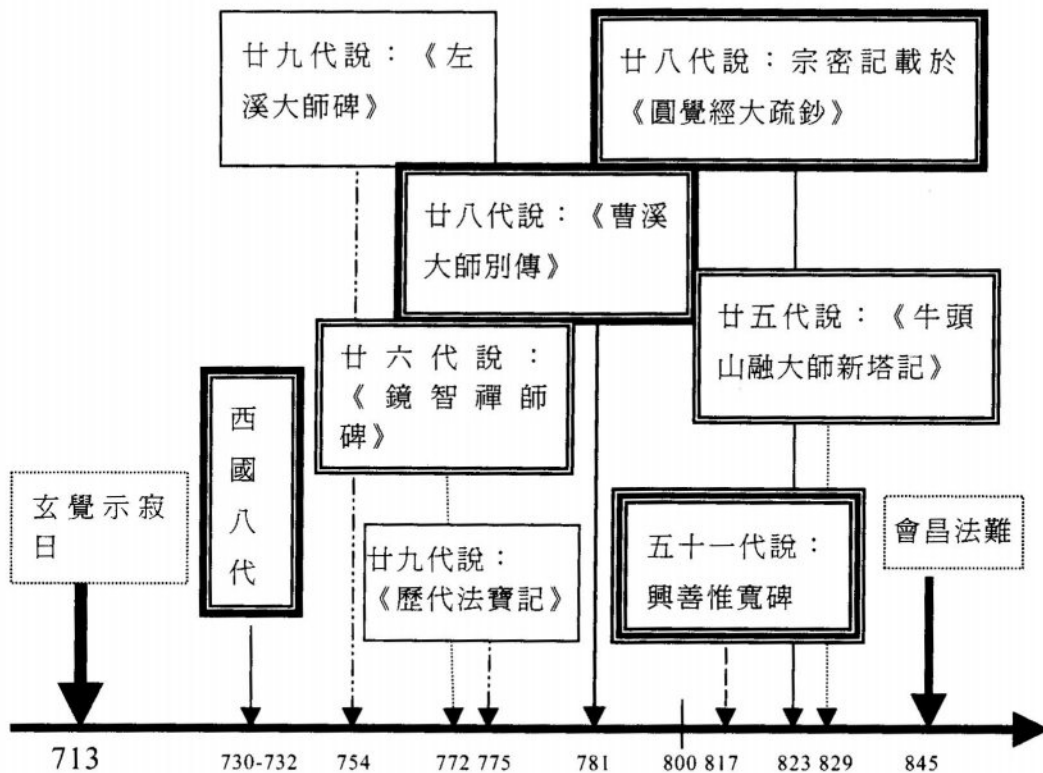 廿九代說：《左
溪大師碑》
廿八代說：宗密記載於
《圓覺經大疏鈔》
廿八代說：《曹溪
大師別傳》
廿五代說：《牛頭
山融大師新塔記》
廿六代說：
《鏡智禪師
碑》
西國八代
玄覺示寂
日
廿九代說：
《歷代法寶記》
五十一代說：
興善惟寬碑
會昌法難
713 730-732 754 772 775 781 800 817 823 829 845